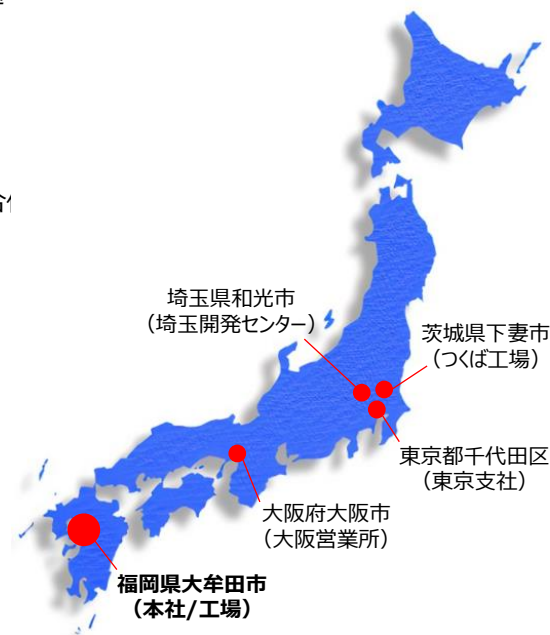 埼玉県和光市
（埼玉開発センター）
茨城県下妻市
（つくば工場）
東京都千代田区
（東京支社）
大阪府大阪市
（大阪営業所）
福岡県大牟田市
（本社/工場）